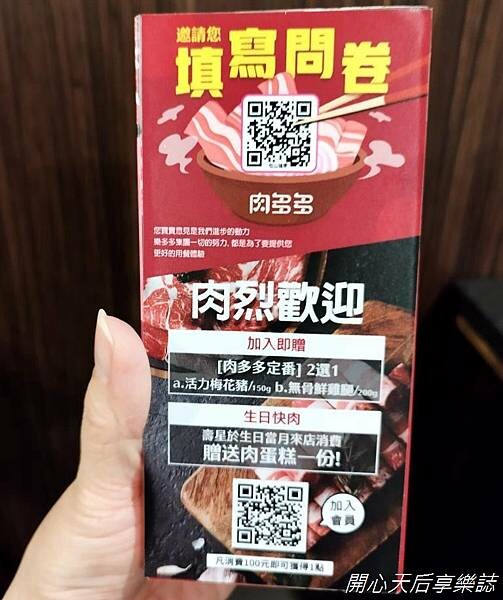 邀請您
填寫問卷
肉多多
您寶貴意見是我們進步的動力
樂多多集團一切的努力, 都是為了要提供您
更好的用餐體驗
肉烈歡迎
加入即贈
[肉多多定番] 2選1
a.活力梅花豬/150g b.無骨鮮雞腿/200g
生日快肉
壽星於生日當月來店消費
贈送肉蛋糕一份!
加入
會員
凡消費100元即可獲得1點
開心天后享樂誌